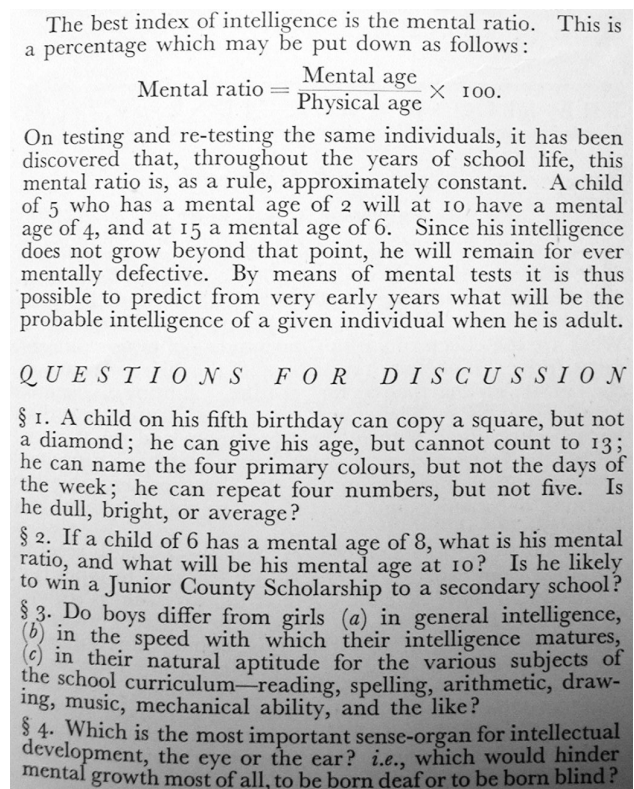 The best index of intelligence is the mental ratio. This is
a percentage which may be put down as follows:
Mental ratio = Mental age / Physical age × 100.
On testing and re-testing the same individuals, it has been
discovered that, throughout the years of school life, this
mental ratio is, as a rule, approximately constant. A child
of 5 who has a mental age of 2 will at 10 have a mental
age of 4, and at 15 a mental age of 6. Since his intelligence
does not grow beyond that point, he will remain for ever
mentally defective. By means of mental tests it is thus
possible to predict from very early years what will be the
probable intelligence of a given individual when he is adult.
QUESTIONS FOR DISCUSSION
§ 1. A child on his fifth birthday can copy a square, but not
a diamond; he can give his age, but cannot count to 13;
he can name the four primary colours, but not the days of
the week; he can repeat four numbers, but not five. Is
he dull, bright, or average?
§ 2. If a child of 6 has a mental age of 8, what is his mental
ratio, and what will be his mental age at 10? Is he likely
to win a Junior County Scholarship to a secondary school?
§ 3. Do boys differ from girls (a) in general intelligence,
(b) in the speed with which their intelligence matures,
(c) in their natural aptitude for the various subjects of
the school curriculum—reading, spelling, arithmetic, draw-
ing, music, mechanical ability, and the like?
§ 4. Which is the most important sense-organ for intellectual
development, the eye or the ear? i.e., which would hinder
mental growth most of all, to be born deaf or to be born blind?